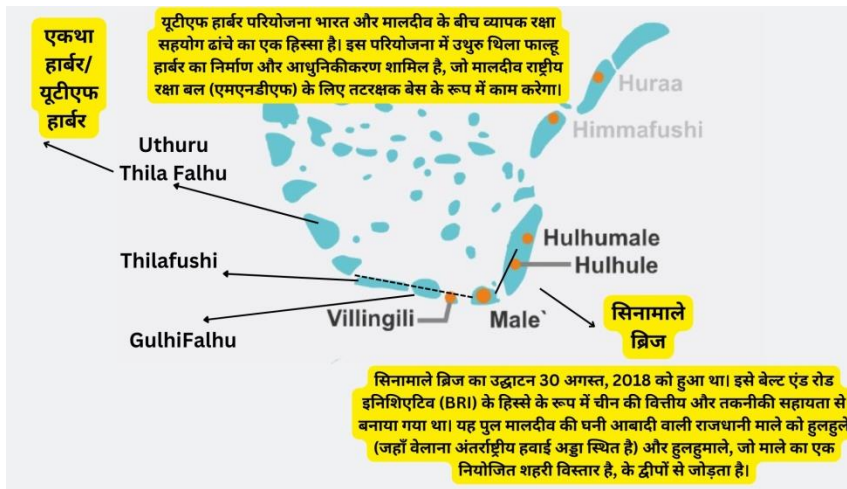 यूटीएफ हार्बर परियोजना भारत और मालदीव के बीच व्यापक रक्षा
सहयोग ढांचे का एक हिस्सा है। इस परियोजना में उथुरु थिला फाल्हू
हार्बर का निर्माण और आधुनिकीकरण शामिल है, जो मालदीव राष्ट्रीय
रक्षा बल (एमएनडीएफ) के लिए तटरक्षक बेस के रूप में काम करेगा।
एकथा
हार्बर/
यूटीएफ
हार्बर
Huraa
Himmafushi
Uthuru
Thila Falhu
Hulhumale
Thilafushi
Hulhule
Villingili
Male`
GulhiFalhu
सिनामाले
ब्रिज
सिनामाले ब्रिज का उद्घाटन 30 अगस्त, 2018 को हुआ था। इसे बेल्ट एंड रोड
इनिशिएटिव (BRI) के हिस्से के रूप में चीन की वित्तीय और तकनीकी सहायता से
बनाया गया था। यह पुल मालदीव की घनी आबादी वाली राजधानी माले को हुलहुले
(जहाँ वेलाना अंतर्राष्ट्रीय हवाई अड्डा स्थित है) और हुलहुमाले, जो माले का एक
नियोजित शहरी विस्तार है, के द्वीपों से जोड़ता है।